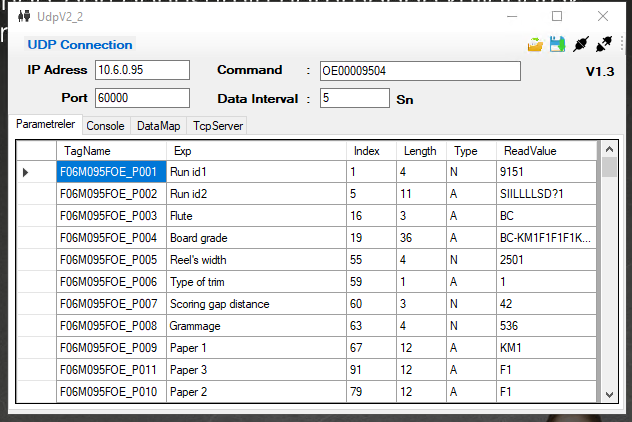 UdpV2_2
UDP Connection
IP Adress 10.6.0.95 Command : OE00009504 V1.3
Port 60000 Data Interval : 5 Sn
Parametreler Console DataMap TcpServer
TagName Exp Index Length Type ReadValue
F06M095FOE_P001 Run id1 1 4 N 9151
F06M095FOE_P002 Run id2 5 11 A SIILLLLSD?1
F06M095FOE_P003 Flute 16 3 A BC
F06M095FOE_P004 Board grade 19 36 A BC-KM1F1F1F1K...
F06M095FOE_P005 Reel's width 55 4 N 2501
F06M095FOE_P006 Type of trim 59 1 A 1
F06M095FOE_P007 Scoring gap distance 60 3 N 42
F06M095FOE_P008 Grammage 63 4 N 536
F06M095FOE_P009 Paper 1 67 12 A KM1
F06M095FOE_P011 Paper 3 91 12 A F1
F06M095FOE_P010 Paper 2 79 12 A F1